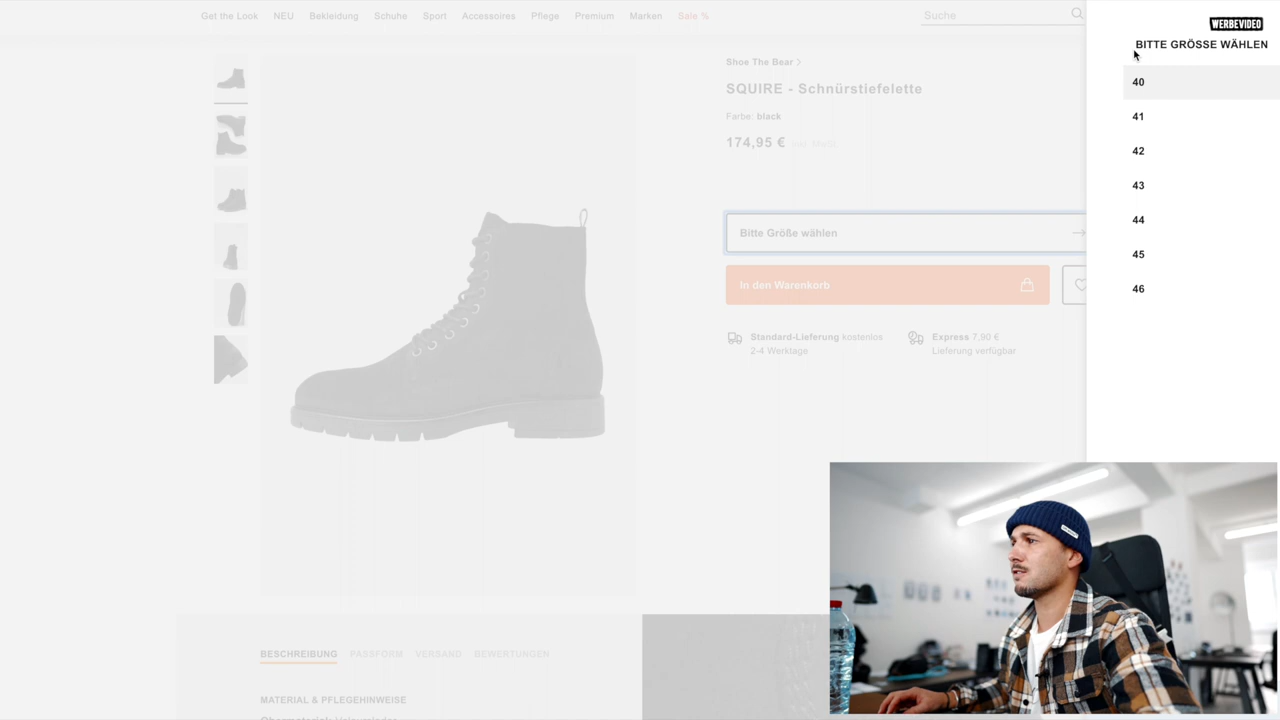 Get the Look NEU Bekleidung Schuhe Sport Accessoires Pflege Premium Marken Sale %
Suche
WERBEVIDEO
BITTE GRÖSSE WÄHLEN
40
41
42
43
44
45
46
Shoe The Bear
SQUIRE - Schnürstiefelette
Farbe: black
174,95 € inkl. MwSt
Bitte Größe wählen
In den Warenkorb
Standard-Lieferung kostenlos
2-4 Werktage
Express 7,90 €
Lieferung verfügbar
BESCHREIBUNG PASSFORM VERSAND BEWERTUNGEN
MATERIAL & PFLEGEHINWEISE